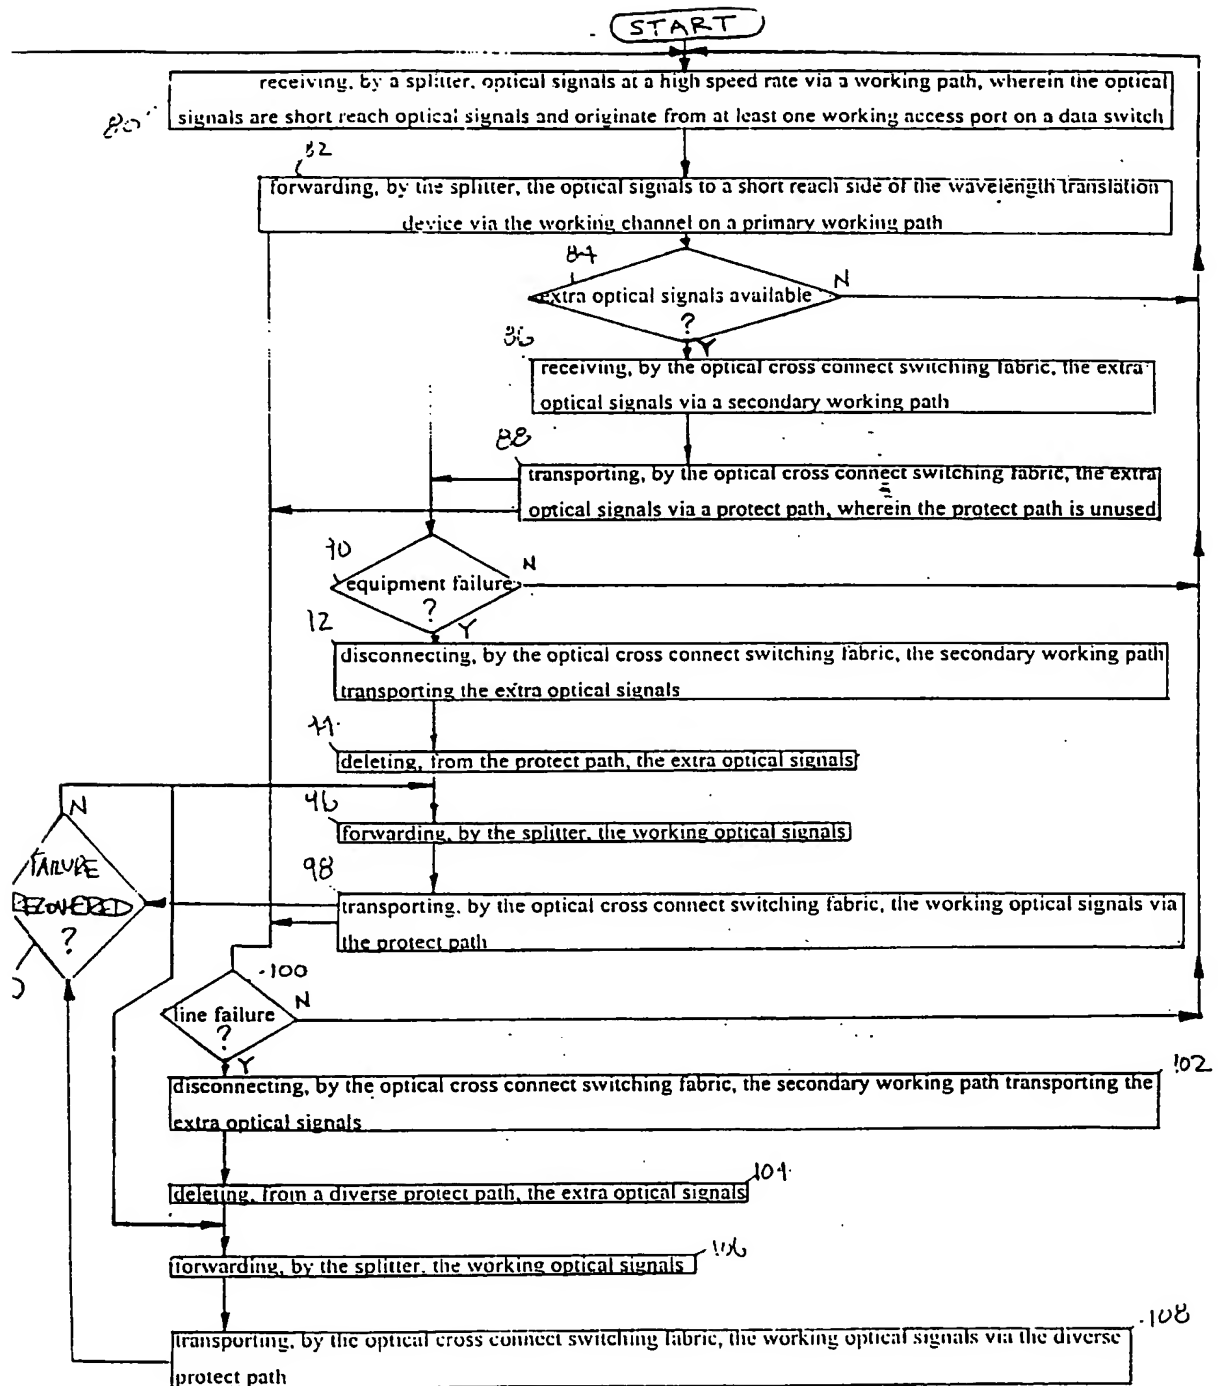 START
receiving, by a splitter, optical signals at a high speed rate via a working path, wherein the optical
signals are short reach optical signals and originate from at least one working access port on a data switch
80
82
forwarding, by the splitter, the optical signals to a short reach side of the wavelength translation
device via the working channel on a primary working path
84
extra optical signals available
?
N
Y
86
receiving, by the optical cross connect switching fabric, the extra
optical signals via a secondary working path
88
transporting, by the optical cross connect switching fabric, the extra
optical signals via a protect path, wherein the protect path is unused
90
equipment failure
?
N
Y
92
disconnecting, by the optical cross connect switching fabric, the secondary working path
transporting the extra optical signals
94
deleting, from the protect path, the extra optical signals
96
forwarding, by the splitter, the working optical signals
98
transporting, by the optical cross connect switching fabric, the working optical signals via
the protect path
N
FAILURE
RECOVERED
?
100
line failure
?
N
Y
102
disconnecting, by the optical cross connect switching fabric, the secondary working path transporting the
extra optical signals
104
deleting, from a diverse protect path, the extra optical signals
106
forwarding, by the splitter, the working optical signals
108
transporting, by the optical cross connect switching fabric, the working optical signals via the diverse
protect path